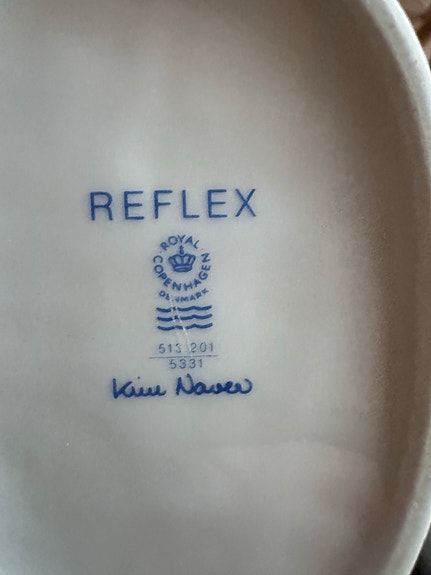 REFLEX
ROYAL COPENHAGEN
DENMARK
513 201
5331
Kim Naver